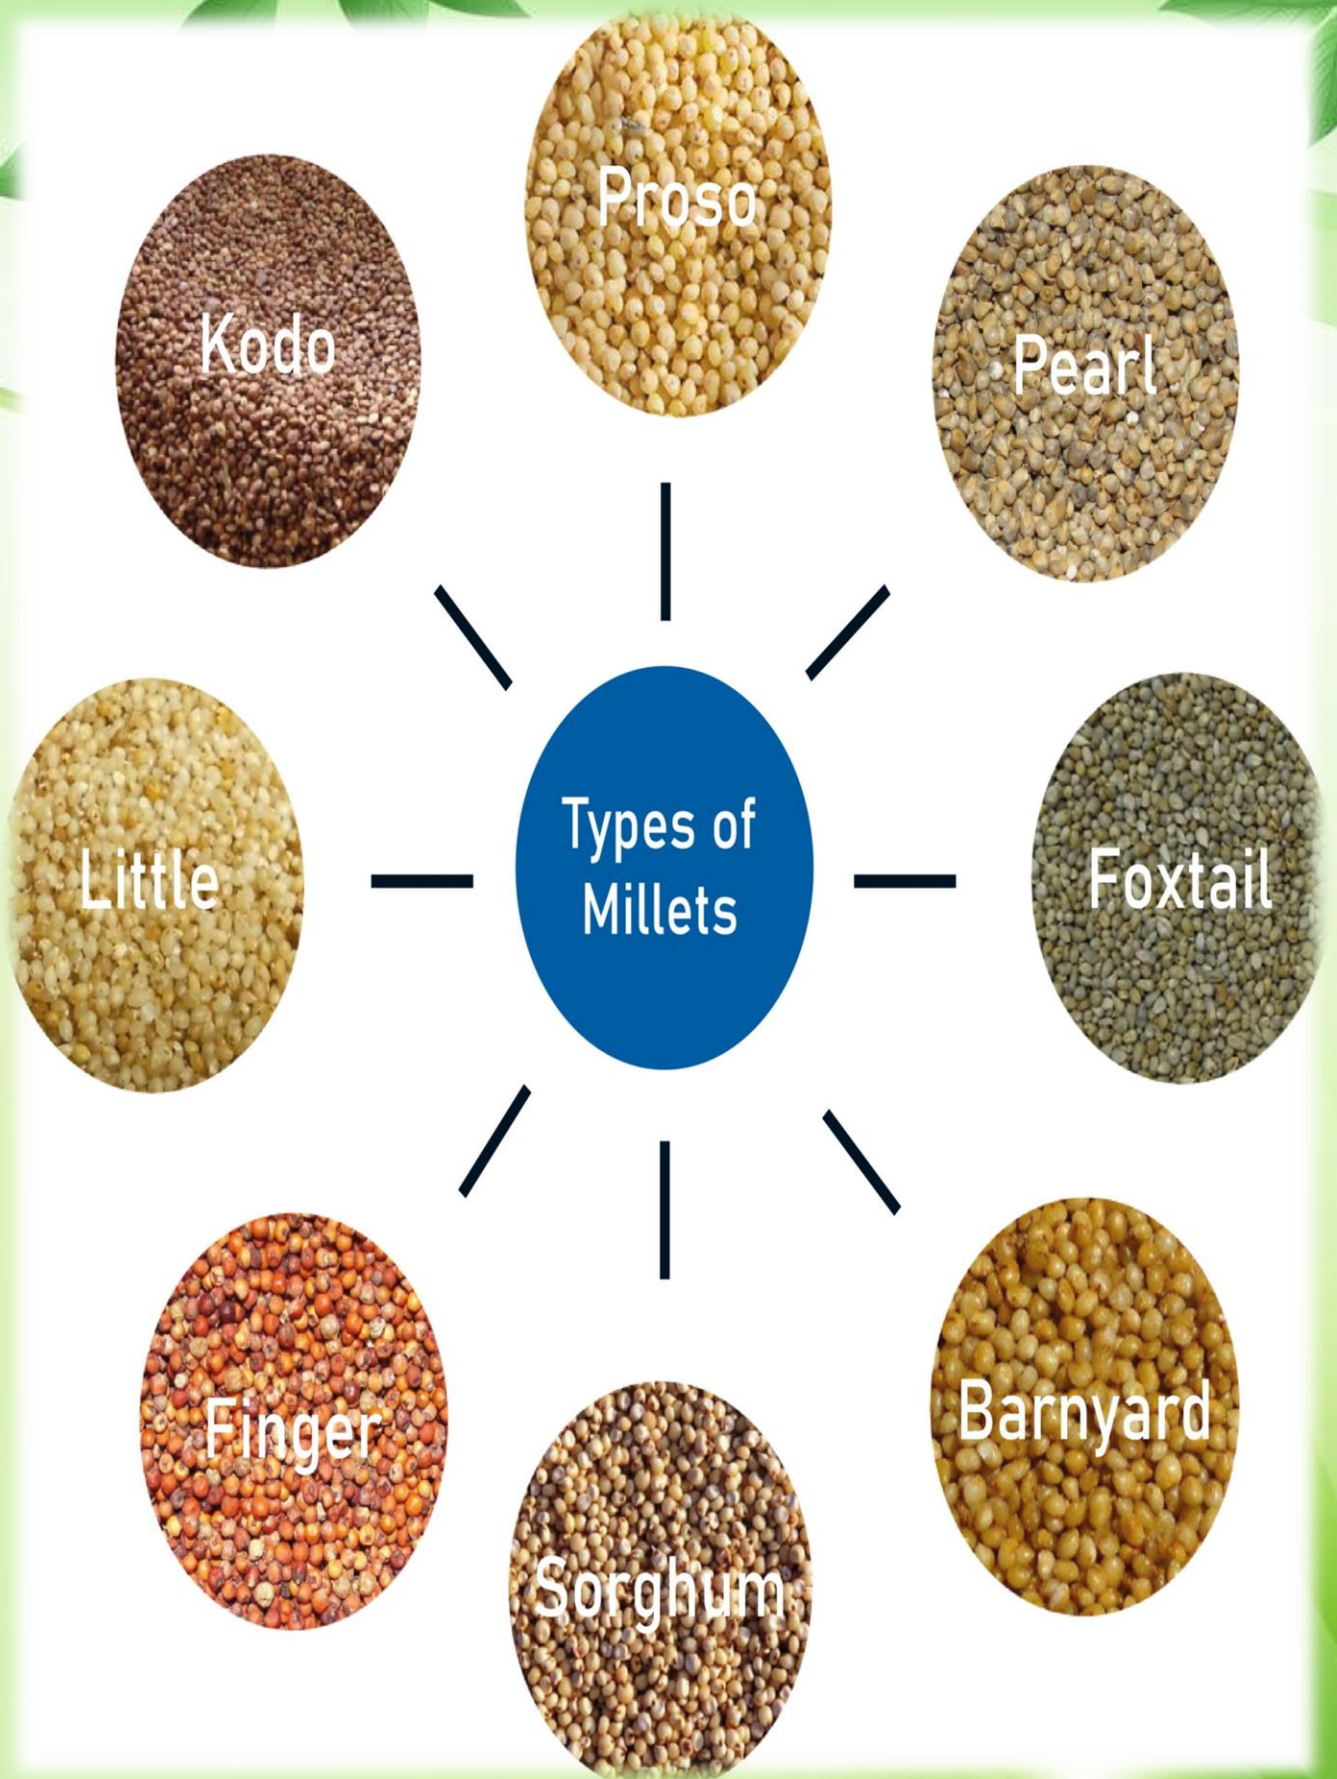 Proso
Kodo
Pearl
Types of
Millets
Little
Foxtail
Finger
Barnyard
Sorghum